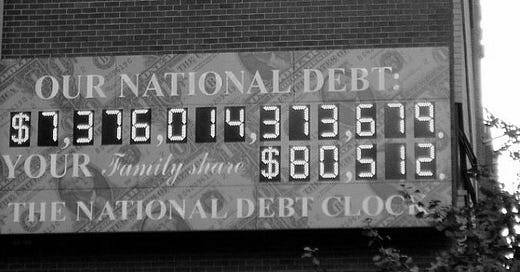 OUR NATIONAL DEBT:
$7,376,014,373,679.
YOUR Family share $80,512.
THE NATIONAL DEBT CLOCK